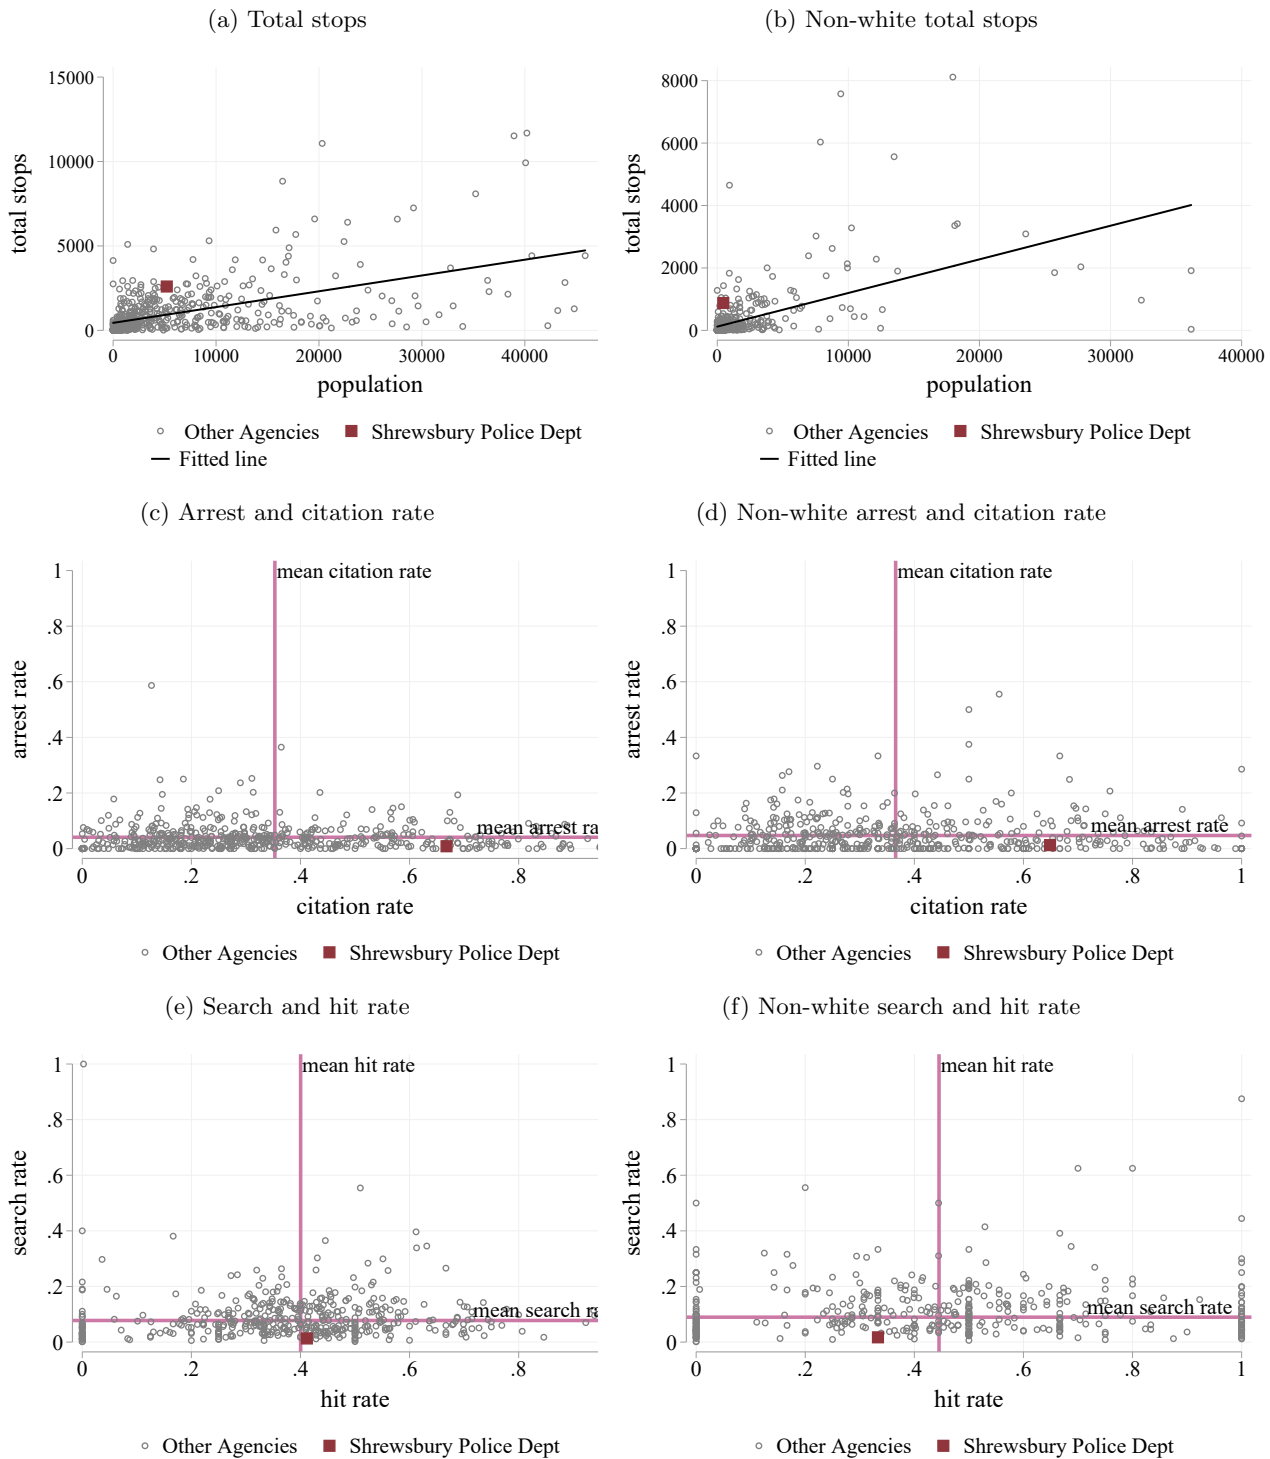 (a) Total stops
(b) Non-white total stops
total stops
15000
10000
5000
0
0
10000
20000
30000
40000
population
Other Agencies
Shrewsbury Police Dept
Fitted line
total stops
8000
6000
4000
2000
0
0
10000
20000
30000
40000
population
Other Agencies
Shrewsbury Police Dept
Fitted line
(c) Arrest and citation rate
(d) Non-white arrest and citation rate
arrest rate
1
.8
.6
.4
.2
0
mean citation rate
mean arrest ra
0
.2
.4
.6
.8
citation rate
Other Agencies
Shrewsbury Police Dept
arrest rate
1
.8
.6
.4
.2
0
mean citation rate
mean arrest rate
0
.2
.4
.6
.8
1
citation rate
Other Agencies
Shrewsbury Police Dept
(e) Search and hit rate
(f) Non-white search and hit rate
search rate
1
.8
.6
.4
.2
0
mean hit rate
mean search ra
0
.2
.4
.6
.8
hit rate
Other Agencies
Shrewsbury Police Dept
search rate
1
.8
.6
.4
.2
0
mean hit rate
mean search rate
0
.2
.4
.6
.8
1
hit rate
Other Agencies
Shrewsbury Police Dept